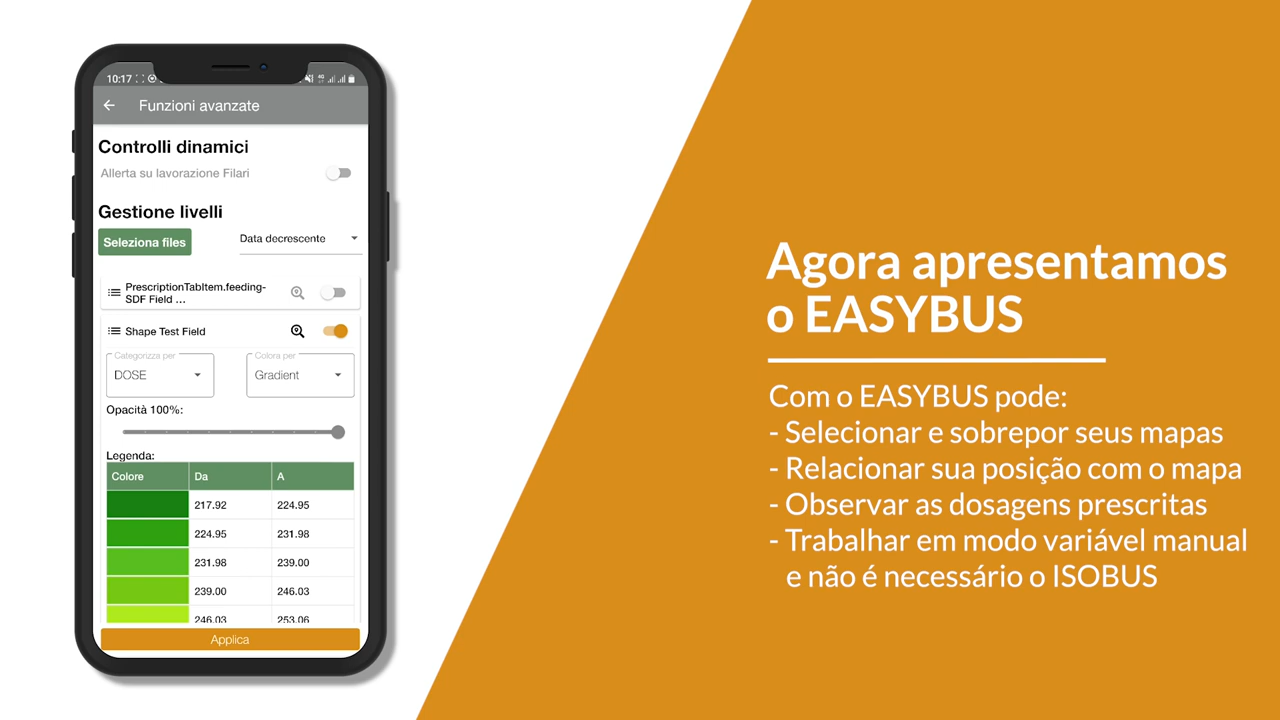 10:17
Funzioni avanzate
Controlli dinamici
Allerta su lavorazione Filari
Gestione livelli
Seleziona files
Data decrescente
PrescriptionTabItem.feeding-
SDF Field ...
Shape Test Field
Categorizza per
Colora per
DOSE
Gradient
Opacità 100%:
Legenda:
Colore Da A
217.92 224.95
224.95 231.98
231.98 239.00
239.00 246.03
246.03 253.06
Applica
Agora apresentamos
o EASYBUS
Com o EASYBUS pode:
- Selecionar e sobrepor seus mapas
- Relacionar sua posição com o mapa
- Observar as dosagens prescritas
- Trabalhar em modo variável manual
e não é necessário o ISOBUS